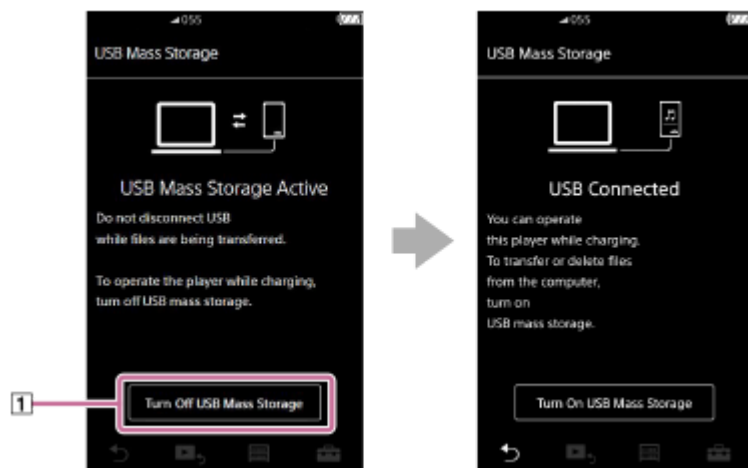 055
USB Mass Storage
USB Mass Storage Active
Do not disconnect USB
while files are being transferred.
To operate the player while charging,
turn off USB mass storage.
1
Turn Off USB Mass Storage
055
USB Mass Storage
USB Connected
You can operate
this player while charging.
To transfer or delete files
from the computer,
turn on
USB mass storage.
Turn On USB Mass Storage